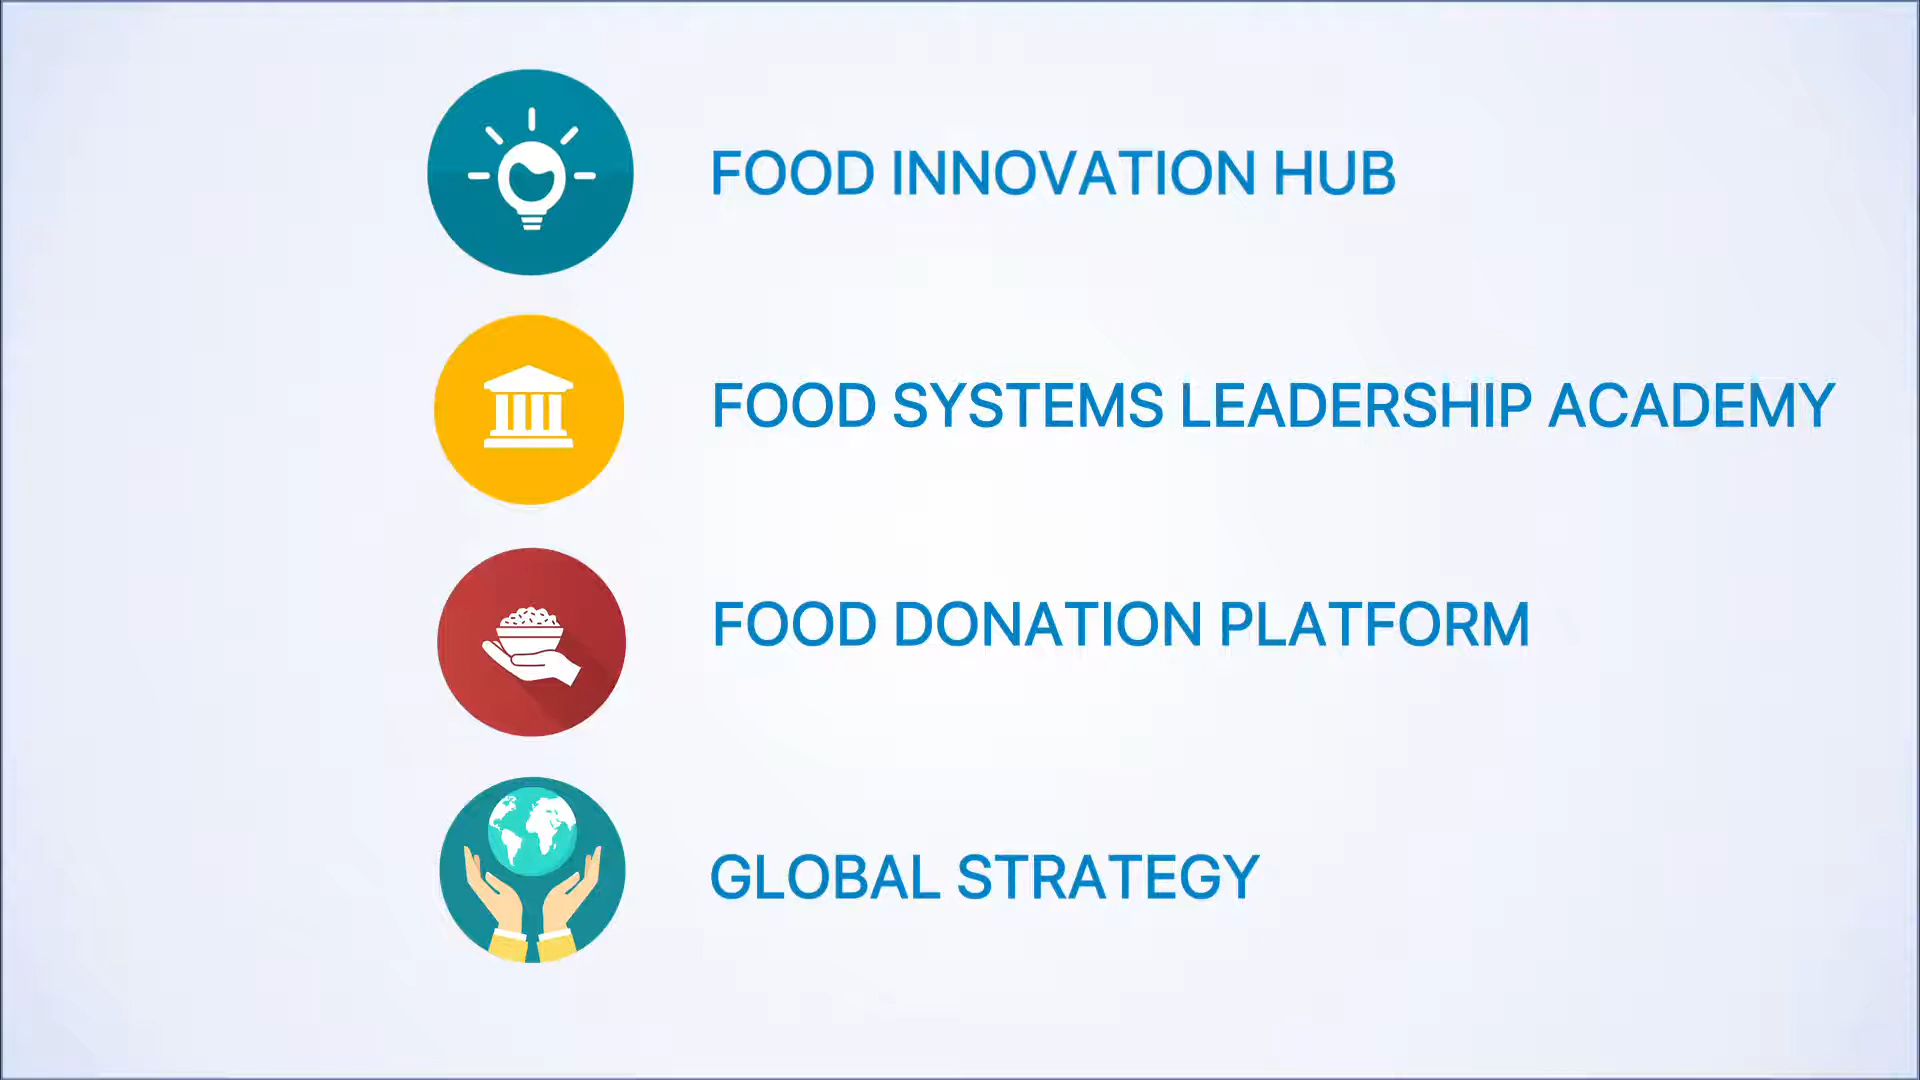 FOOD INNOVATION HUB
FOOD SYSTEMS LEADERSHIP ACADEMY
FOOD DONATION PLATFORM
GLOBAL STRATEGY